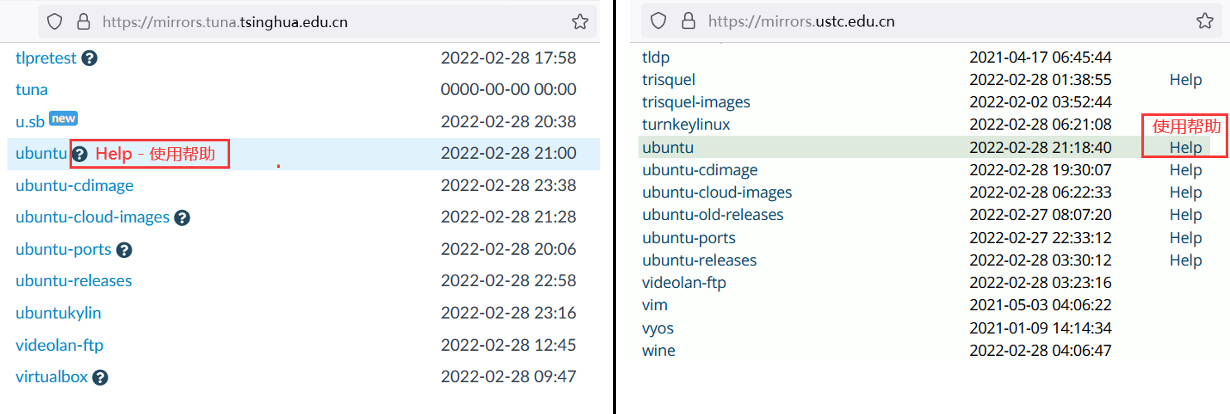 https://mirrors.tuna.tsinghua.edu.cn
tlpretest ? 2022-02-28 17:58
tuna 0000-00-00 00:00
u.sb new 2022-02-28 20:38
ubuntu ? Help - 使用帮助 2022-02-28 21:00
ubuntu-cdimage 2022-02-28 23:38
ubuntu-cloud-images ? 2022-02-28 21:28
ubuntu-ports ? 2022-02-28 20:06
ubuntu-releases 2022-02-28 22:58
ubuntukylin 2022-02-28 23:16
videolan-ftp 2022-02-28 12:45
virtualbox ? 2022-02-28 09:47
https://mirrors.ustc.edu.cn
tldp 2021-04-17 06:45:44
trisquel 2022-02-28 01:38:55 Help
trisquel-images 2022-02-02 03:52:44
turnkeylinux 2022-02-28 06:21:08 使用帮助
ubuntu 2022-02-28 21:18:40 Help
ubuntu-cdimage 2022-02-28 19:30:07 Help
ubuntu-cloud-images 2022-02-28 06:22:33 Help
ubuntu-old-releases 2022-02-27 08:07:20 Help
ubuntu-ports 2022-02-27 22:33:12 Help
ubuntu-releases 2022-02-28 03:30:12 Help
videolan-ftp 2022-02-28 03:23:16
vim 2021-05-03 04:06:22
vyos 2021-01-09 14:14:34
wine 2022-02-28 04:06:47